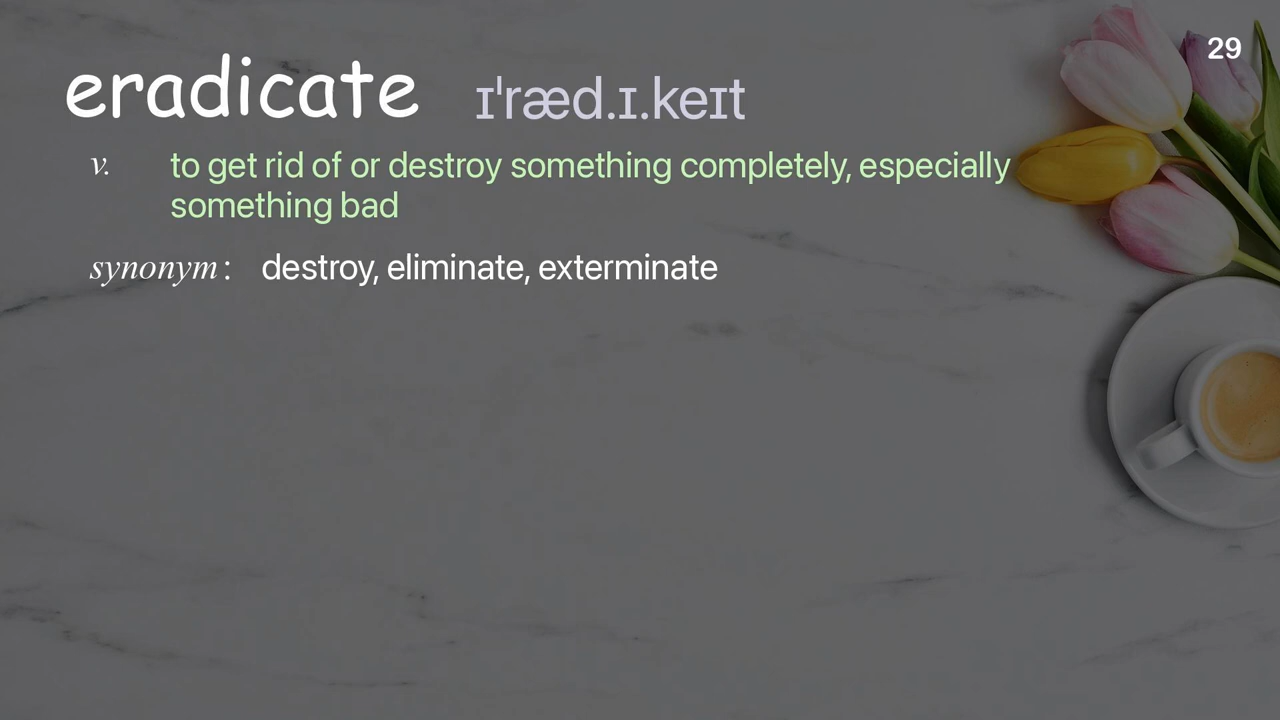 29
eradicate ɪˈræd.ɪ.keɪt
v. to get rid of or destroy something completely, especially
something bad
synonym: destroy, eliminate, exterminate